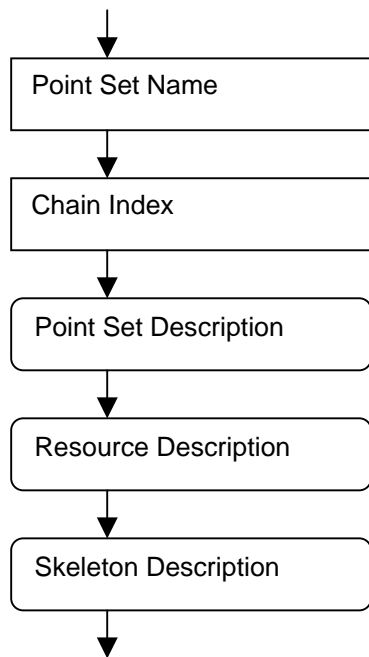 Point Set Name
Chain Index
Point Set Description
Resource Description
Skeleton Description